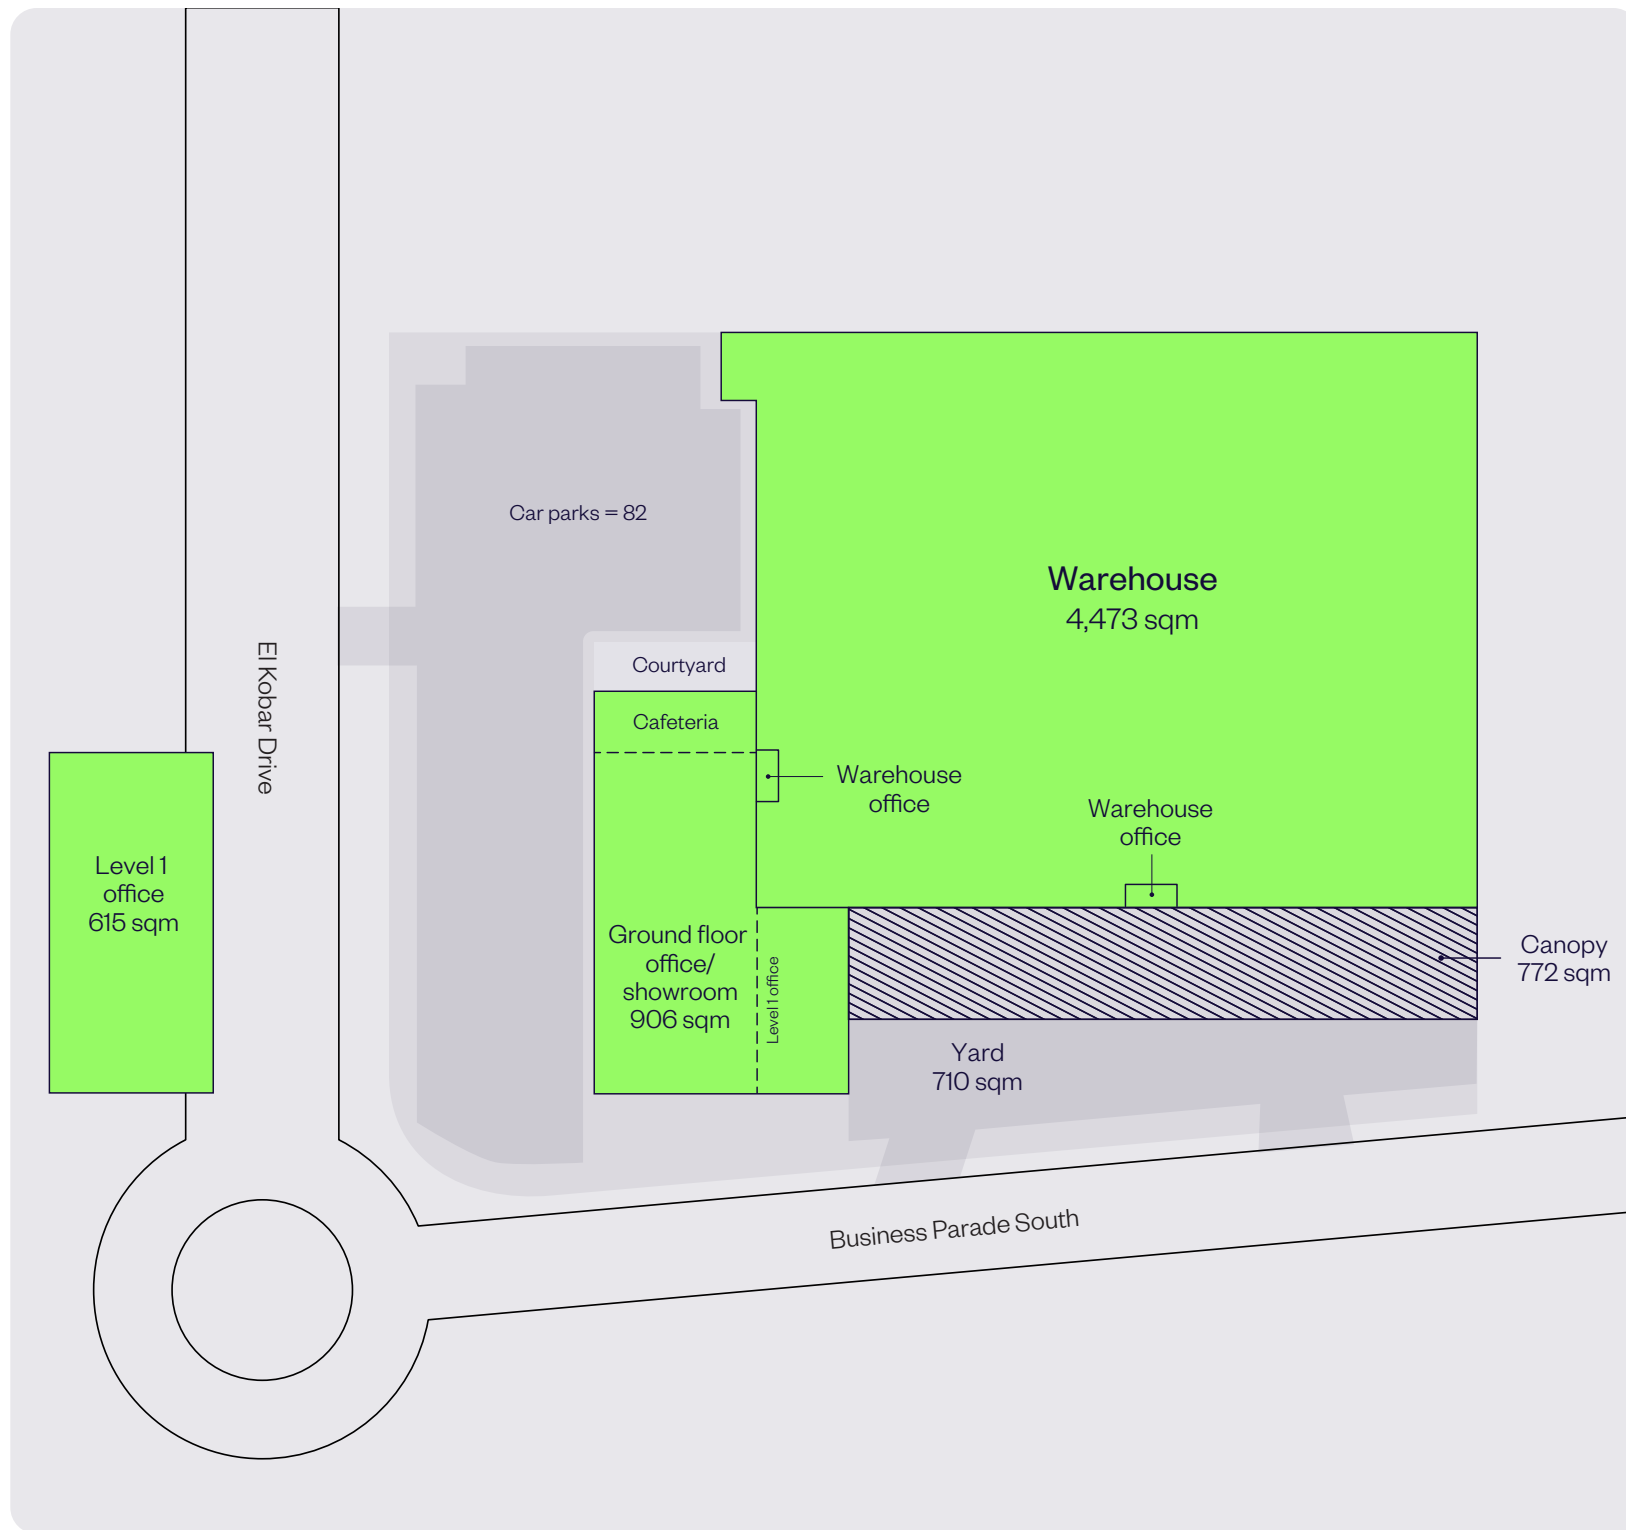 Car parks = 82
Warehouse
4,473 sqm
El Kobar Drive
Courtyard
Cafeteria
Warehouse
office
Warehouse
office
Level 1
office
615 sqm
Ground floor
office/
showroom
906 sqm
Level 1 office
Canopy
772 sqm
Yard
710 sqm
Business Parade South